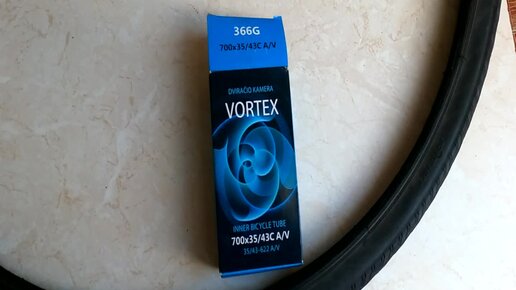 366G
700x35/43C A/V
DVIRAČIO KAMERA
VORTEX
INNER BICYCLE TUBE
700x35/43C A/V
35/43-622 A/V